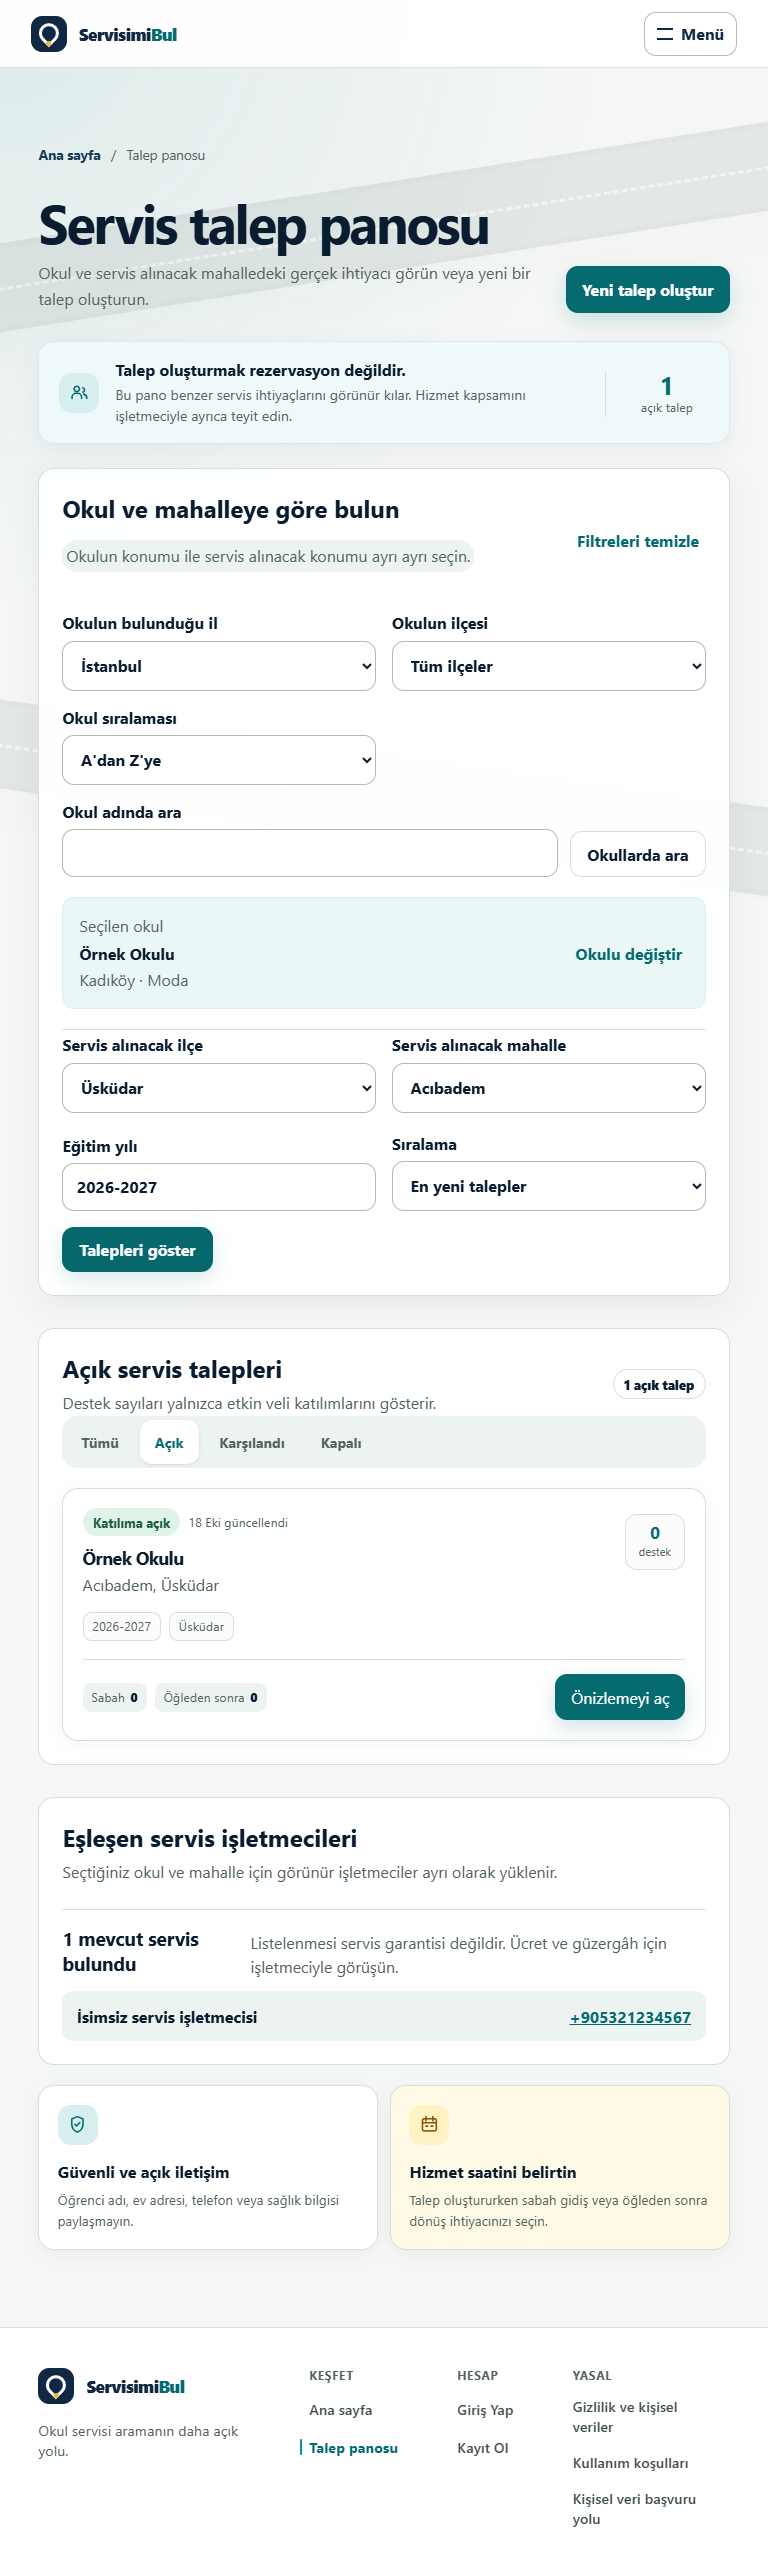 ServisimiBul
Menü
Ana sayfa / Talep panosu
Servis talep panosu
Okul ve servis alınacak mahalledeki gerçek ihtiyacı görün veya yeni bir
talep oluşturun.
Yeni talep oluştur
Talep oluşturmak rezervasyon değildir.
Bu pano benzer servis ihtiyaçlarını görünür kılar. Hizmet kapsamını
işletmeciyle ayrıca teyit edin.
1
açık talep
Okul ve mahalleye göre bulun
Okulun konumu ile servis alınacak konumu ayrı ayrı seçin.
Filtreleri temizle
Okulun bulunduğu il
Okulun ilçesi
İstanbul
Tüm ilçeler
Okul sıralaması
A'dan Z'ye
Okul adında ara
Okullarda ara
Seçilen okul
Örnek Okulu
Kadıköy · Moda
Okulu değiştir
Servis alınacak ilçe
Servis alınacak mahalle
Üsküdar
Acıbadem
Eğitim yılı
Sıralama
2026-2027
En yeni talepler
Talepleri göster
Açık servis talepleri
Destek sayıları yalnızca etkin veli katılımlarını gösterir.
1 açık talep
Tümü
Açık
Karşılandı
Kapalı
Katılıma açık
18 Eki güncellendi
0
destek
Örnek Okulu
Acıbadem, Üsküdar
2026-2027
Üsküdar
Sabah 0
Öğleden sonra 0
Önizlemeyi aç
Eşleşen servis işletmecileri
Seçtiğiniz okul ve mahalle için görünür işletmeciler ayrı olarak yüklenir.
1 mevcut servis
bulundu
Listelenmesi servis garantisi değildir. Ücret ve güzergâh için
işletmeciyle görüşün.
İsimsiz servis işletmecisi
+905321234567
Güvenli ve açık iletişim
Öğrenci adı, ev adresi, telefon veya sağlık bilgisi
paylaşmayın.
Hizmet saatini belirtin
Talep oluştururken sabah gidiş veya öğleden sonra
dönüş ihtiyacınızı seçin.
ServisimiBul
Okul servisi aramanın daha açık
yolu.
KEŞFET
Ana sayfa
Talep panosu
HESAP
Giriş Yap
Kayıt Ol
YASAL
Gizlilik ve kişisel
veriler
Kullanım koşulları
Kişisel veri başvuru
yolu